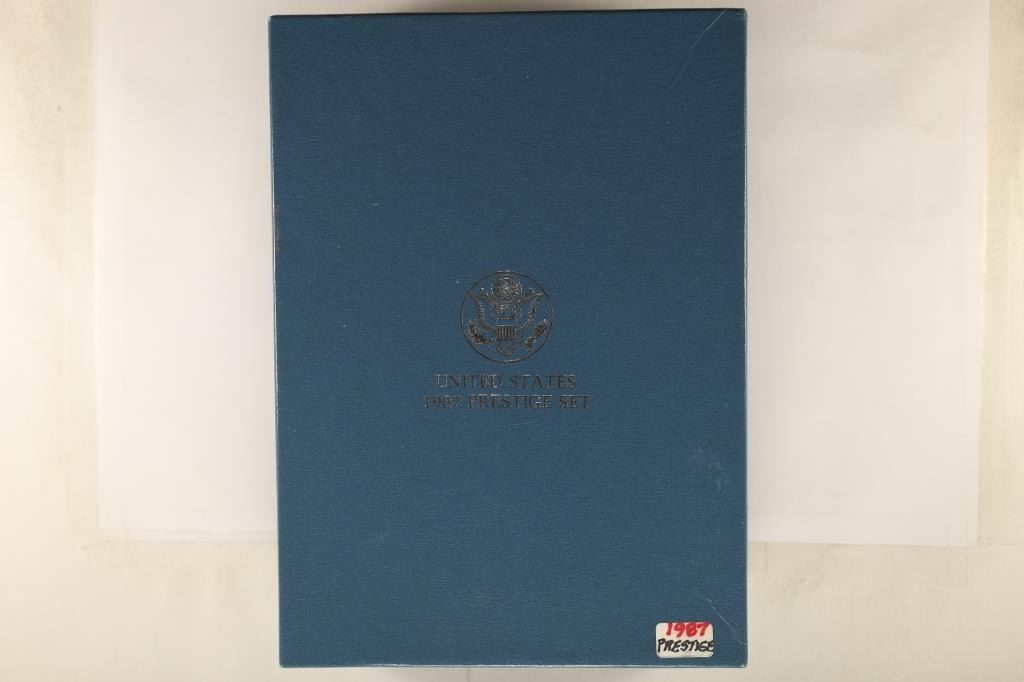 UNITED STATES
1987 PRESTIGE SET
1987
PRESTIGE